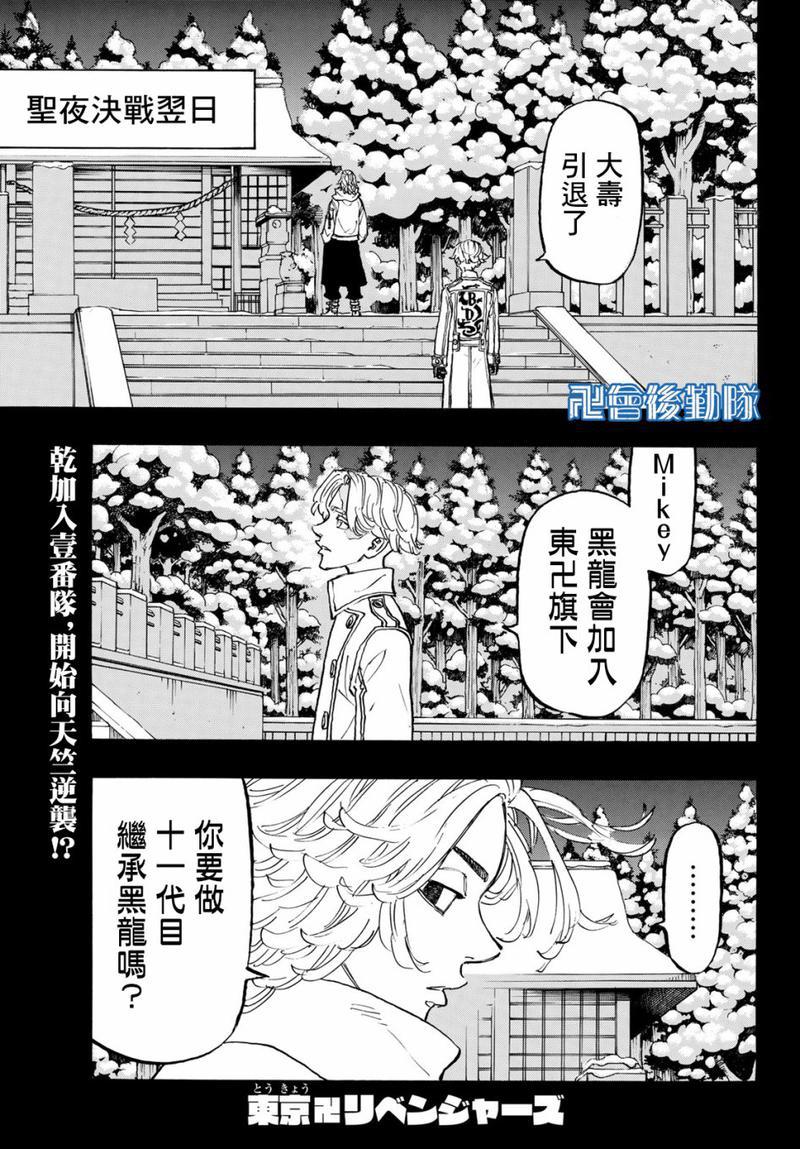 聖夜決戰翌日
大壽
引退了
卍會後勤隊
Mikey
黑龍會加入
東卍旗下
乾加入壹番隊，開始向天竺逆襲!?
………
你要做
十一代目
繼承黑龍嗎？
とうきょう
東京卍リベンジャーズ